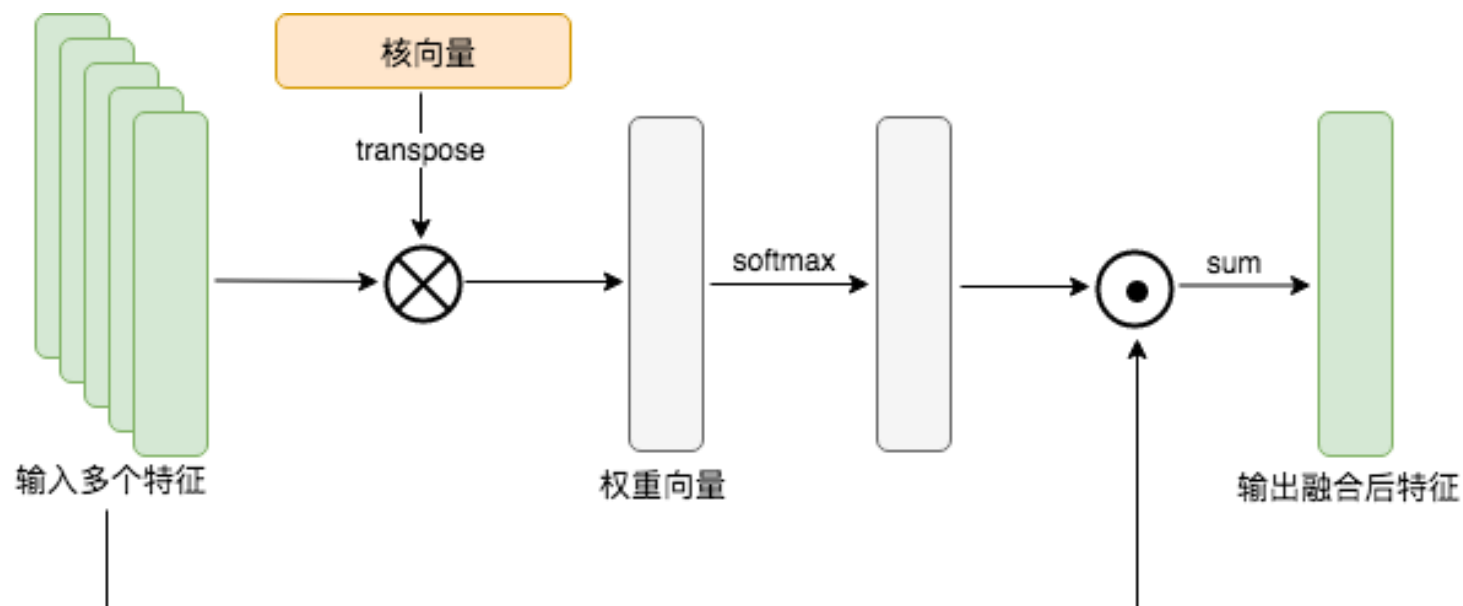 核向量
transpose
softmax
sum
输入多个特征
权重向量
输出融合后特征